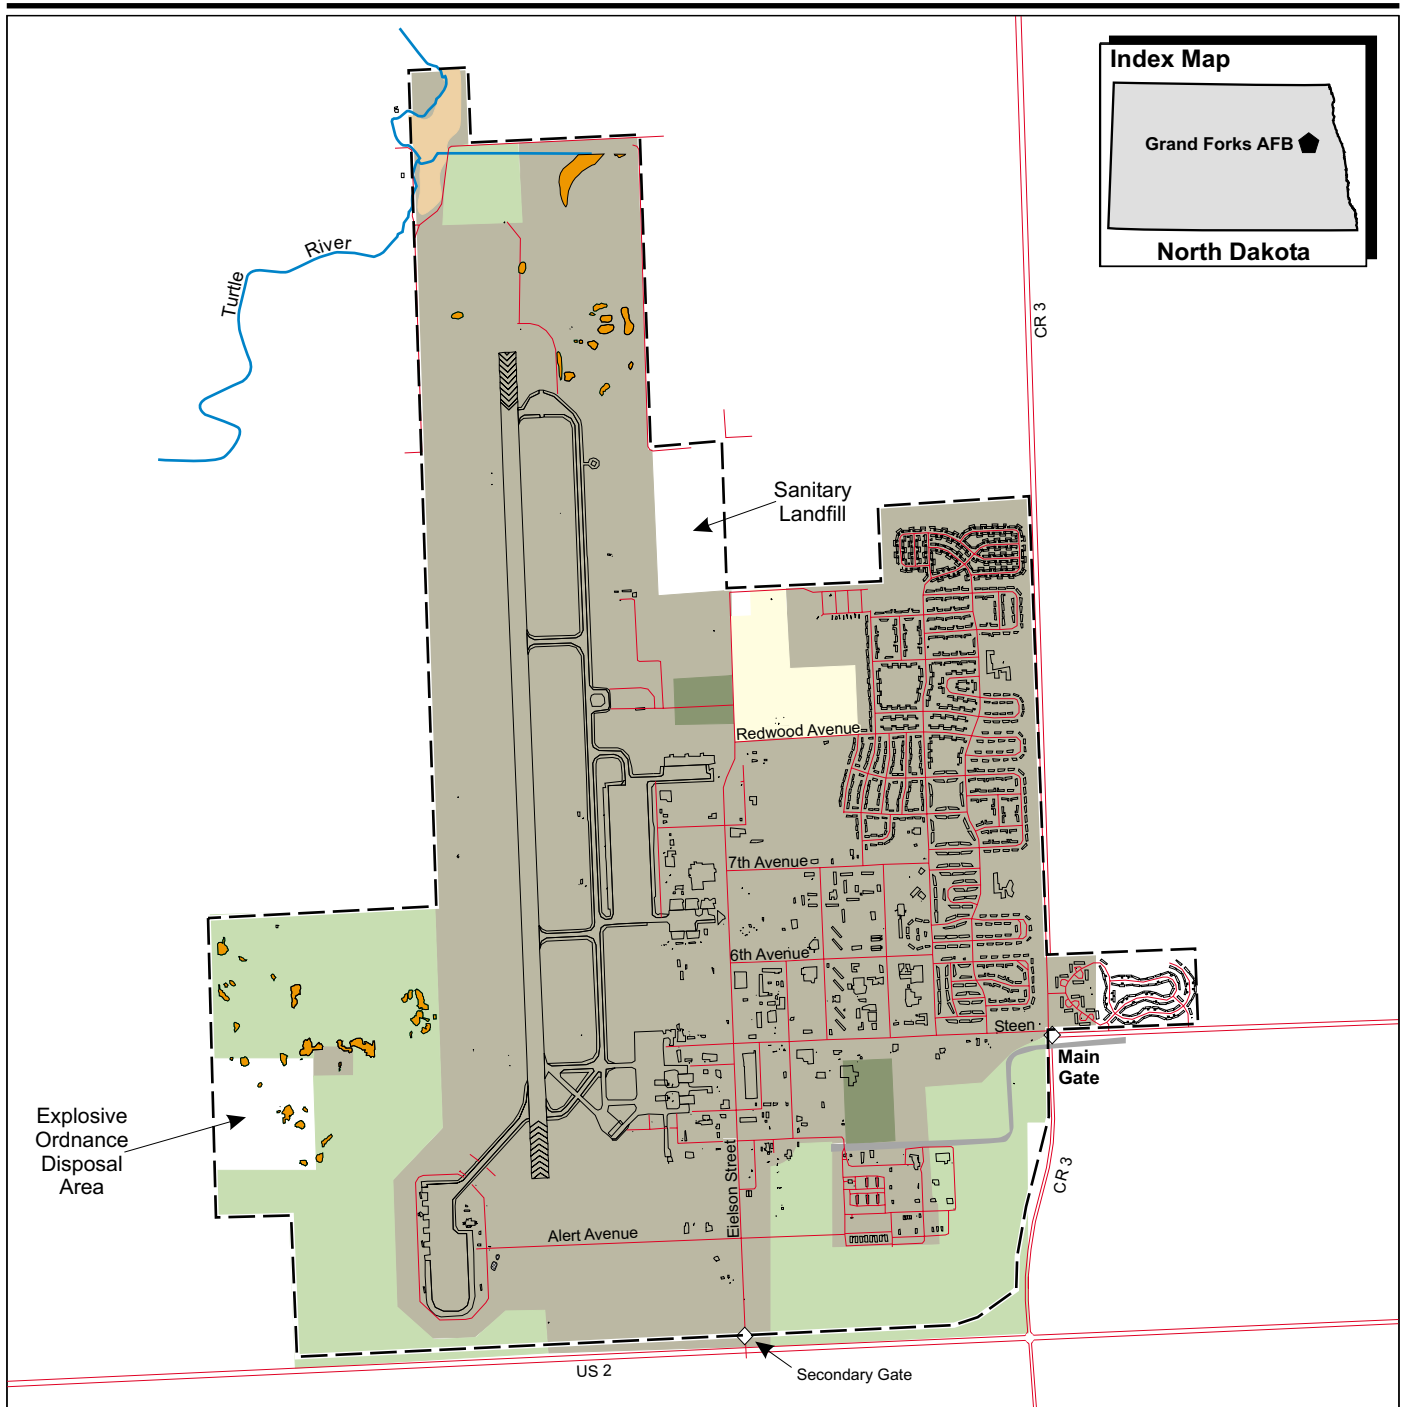 Index Map
Grand Forks AFB
North Dakota
River
Turtle
CR 3
Sanitary
Landfill
Redwood Avenue
7th Avenue
6th Avenue
Steen
Main
Gate
Explosive
Ordnance
Disposal
Area
Eielson Street
CR 3
Alert Avenue
US 2
Secondary Gate